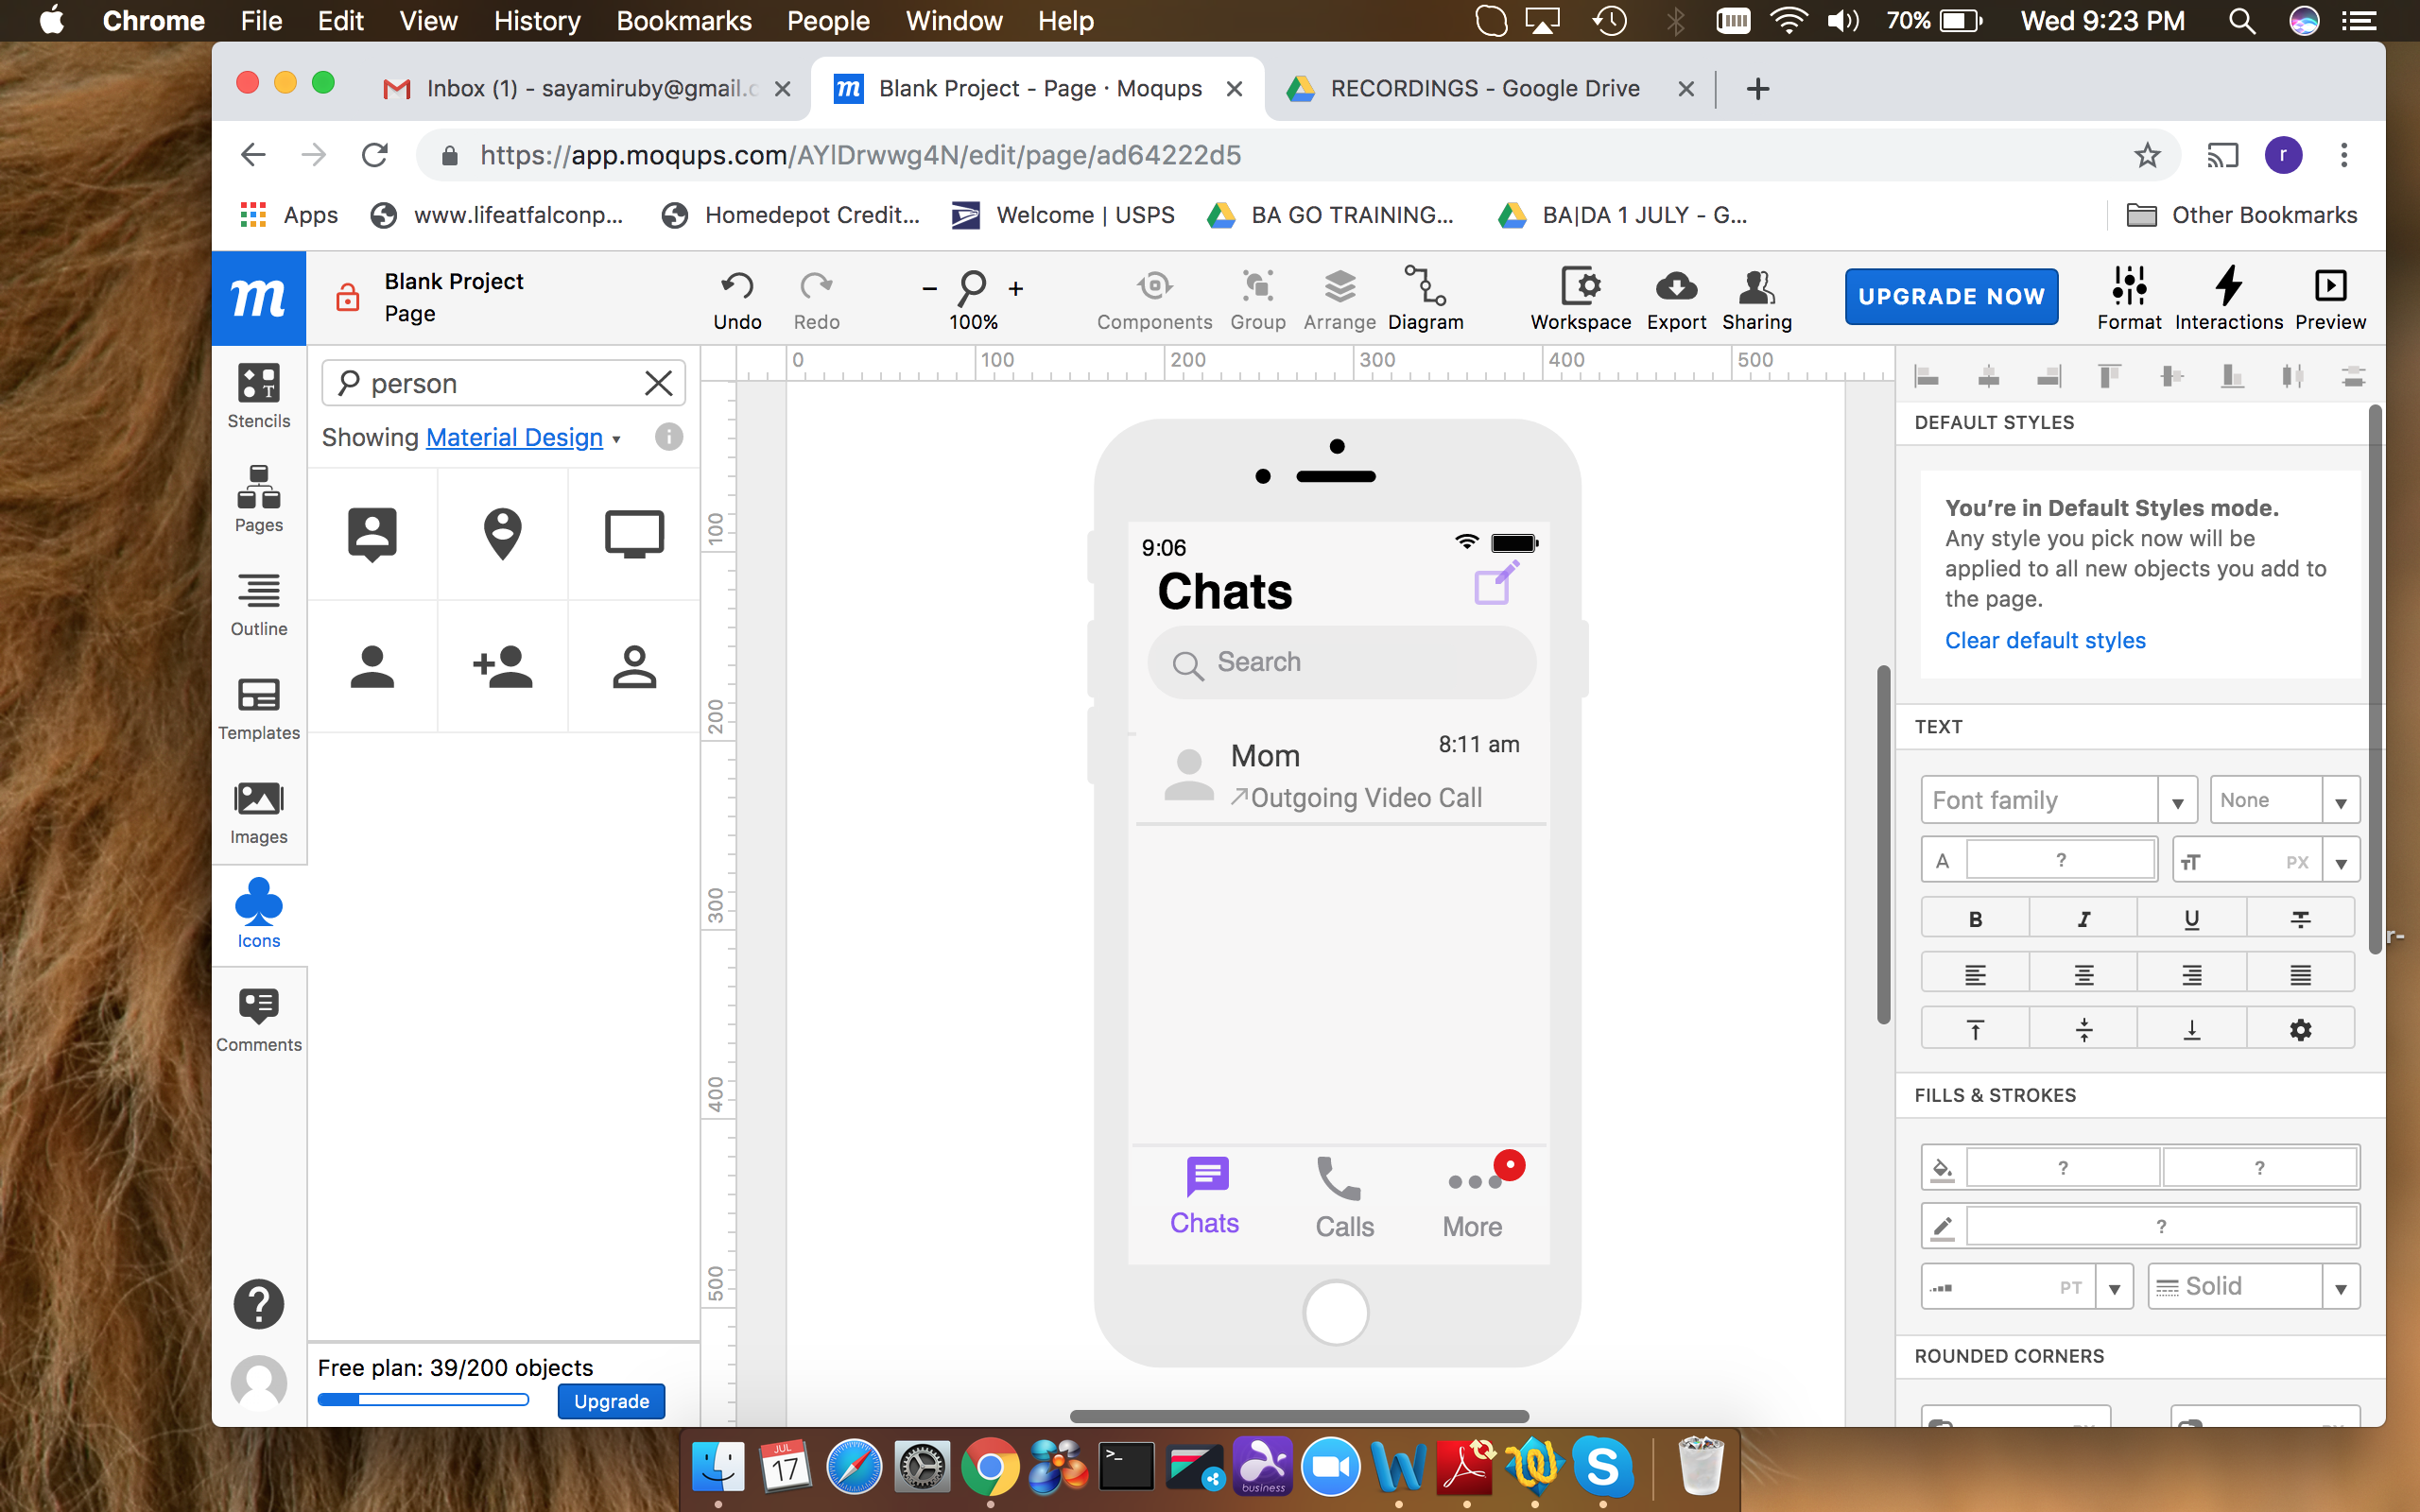 Chrome File Edit View History Bookmarks People Window Help 70% Wed 9:23 PM
Inbox (1) - sayamiruby@gmail.c Blank Project - Page · Moqups RECORDINGS - Google Drive
https://app.moqups.com/AYlDrwwg4N/edit/page/ad64222d5 r
Apps www.lifeatfalconp... Homedepot Credit... Welcome | USPS BA GO TRAINING... BA|DA 1 JULY - G... Other Bookmarks
m
Blank Project
Page
Undo Redo 100% Components Group Arrange Diagram Workspace Export Sharing UPGRADE NOW Format Interactions Preview
Stencils
Pages
Outline
Templates
Images
Icons
Comments
person
Showing Material Design
Free plan: 39/200 objects
Upgrade
0 100 200 300 400 500
100
200
300
400
500
9:06
Chats
Search
Mom 8:11 am
Outgoing Video Call
Chats Calls More
DEFAULT STYLES
You’re in Default Styles mode.
Any style you pick now will be
applied to all new objects you add to
the page.
Clear default styles
TEXT
Font family None
A ? TT PX
B I U T
FILLS & STROKES
? ?
?
PT Solid
ROUNDED CORNERS
r-
JUL
17
business